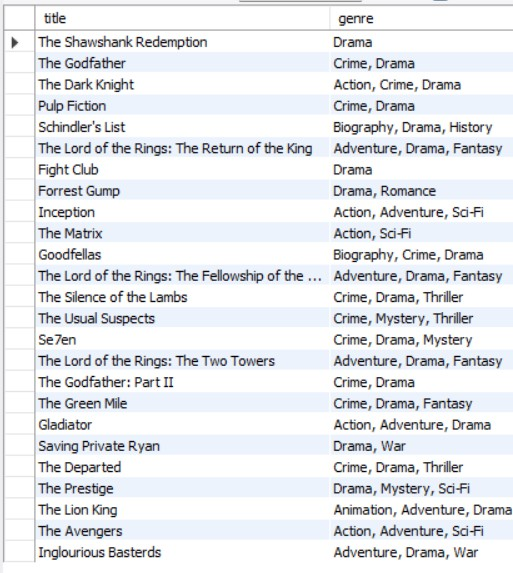 title genre
The Shawshank Redemption Drama
The Godfather Crime, Drama
The Dark Knight Action, Crime, Drama
Pulp Fiction Crime, Drama
Schindler's List Biography, Drama, History
The Lord of the Rings: The Return of the King Adventure, Drama, Fantasy
Fight Club Drama
Forrest Gump Drama, Romance
Inception Action, Adventure, Sci-Fi
The Matrix Action, Sci-Fi
Goodfellas Biography, Crime, Drama
The Lord of the Rings: The Fellowship of the ... Adventure, Drama, Fantasy
The Silence of the Lambs Crime, Drama, Thriller
The Usual Suspects Crime, Mystery, Thriller
Se7en Crime, Drama, Mystery
The Lord of the Rings: The Two Towers Adventure, Drama, Fantasy
The Godfather: Part II Crime, Drama
The Green Mile Crime, Drama, Fantasy
Gladiator Action, Adventure, Drama
Saving Private Ryan Drama, War
The Departed Crime, Drama, Thriller
The Prestige Drama, Mystery, Sci-Fi
The Lion King Animation, Adventure, Drama
The Avengers Action, Adventure, Sci-Fi
Inglourious Basterds Adventure, Drama, War